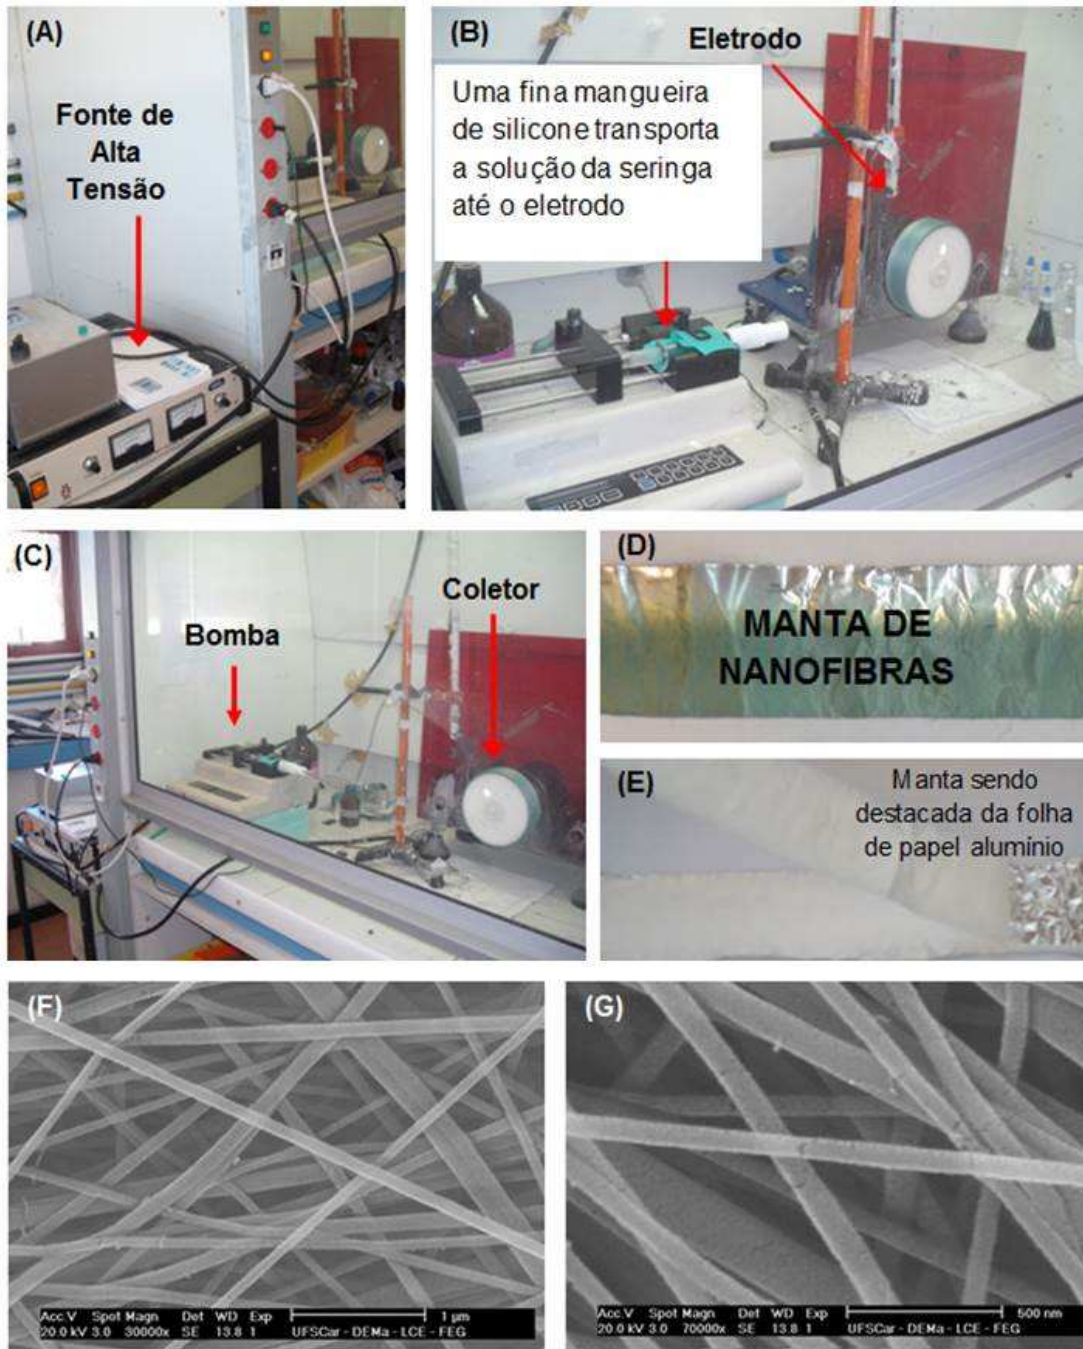 (A)
Fonte de
Alta
Tensão
(B)
Eletrodo
Uma fina mangueira
de silicone transporta
a solução da seringa
até o eletrodo
(C)
Bomba
Coletor
(D)
MANTA DE
NANOFIBRAS
(E)
Manta sendo
destacada da folha
de papel alumínio
(F)
Acc.V Spot Magn Det WD Exp 1 µm
20.0 kV 3.0 30000x SE 13.8 1 UFSCar - DEMa - LCE - FEG
(G)
Acc.V Spot Magn Det WD Exp 500 nm
20.0 kV 3.0 70000x SE 13.8 1 UFSCar - DEMa - LCE - FEG